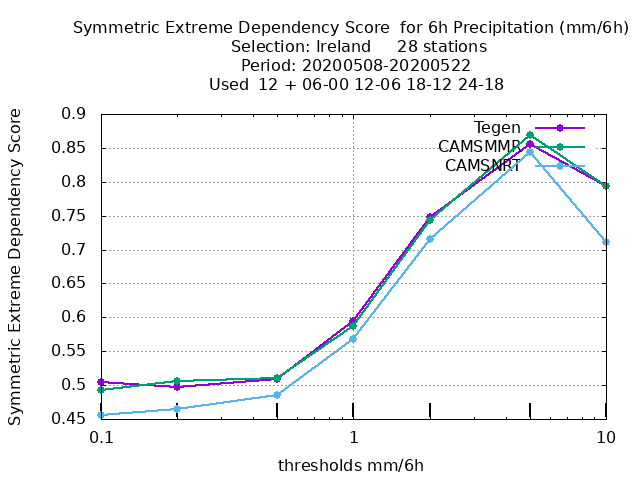 Symmetric Extreme Dependency Score  for 6h Precipitation (mm/6h)
Selection: Ireland     28 stations
Period: 20200508-20200522
Used  12 + 06-00 12-06 18-12 24-18
Symmetric Extreme Dependency Score
0.9
0.85
0.8
0.75
0.7
0.65
0.6
0.55
0.5
0.45
Tegen
CAMSMMR
CAMSNRT
0.1
1
10
thresholds mm/6h